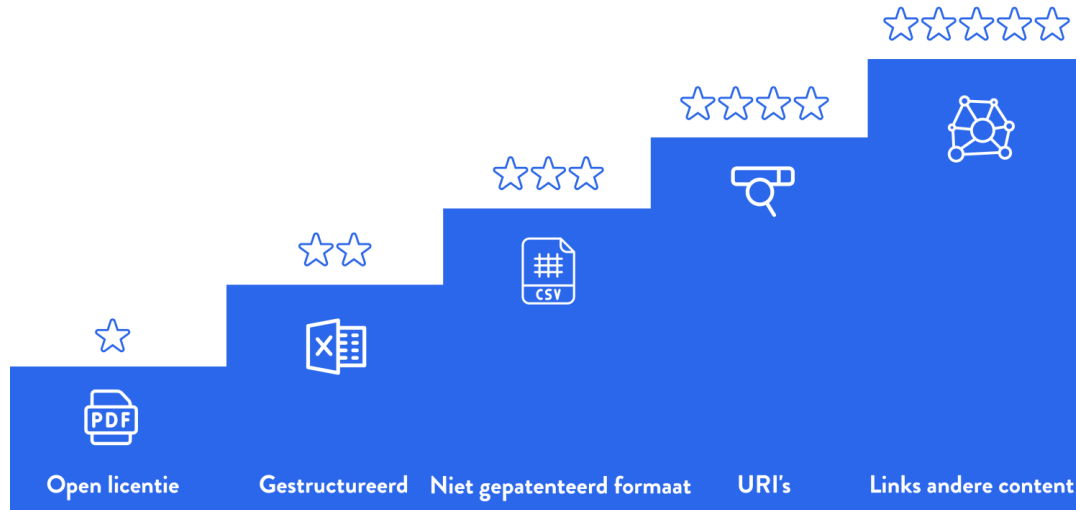 PDF
X
CSV
Open licentie
Gestructureerd
Niet gepatenteerd formaat
URI's
Links andere content